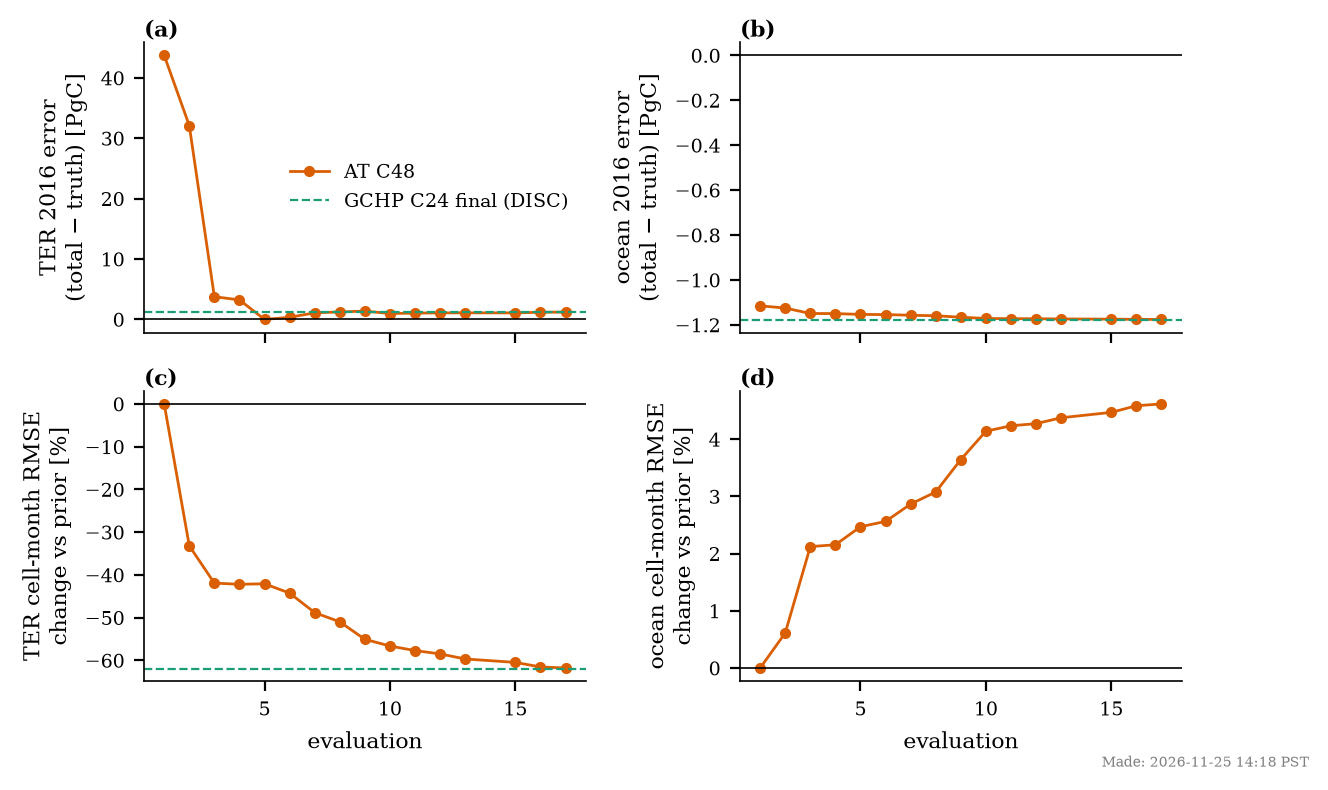 (a)
TER 2016 error
(total − truth) [PgC]
40
30
20
10
0
AT C48
GCHP C24 final (DISC)
(b)
ocean 2016 error
(total − truth) [PgC]
0.0
−0.2
−0.4
−0.6
−0.8
−1.0
−1.2
(c)
TER cell-month RMSE
change vs prior [%]
0
−10
−20
−30
−40
−50
−60
5
10
15
evaluation
(d)
ocean cell-month RMSE
change vs prior [%]
4
3
2
1
0
5
10
15
evaluation
Made: 2026-11-25 14:18 PST